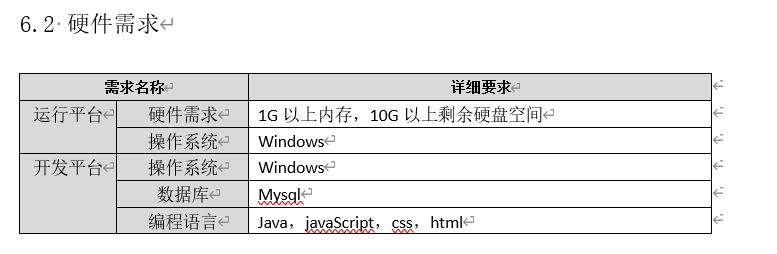 6.2 硬件需求
需求名称 详细要求
运行平台 硬件需求 1G 以上内存，10G 以上剩余硬盘空间
操作系统 Windows
开发平台 操作系统 Windows
数据库 Mysql
编程语言 Java，javaScript，css，html